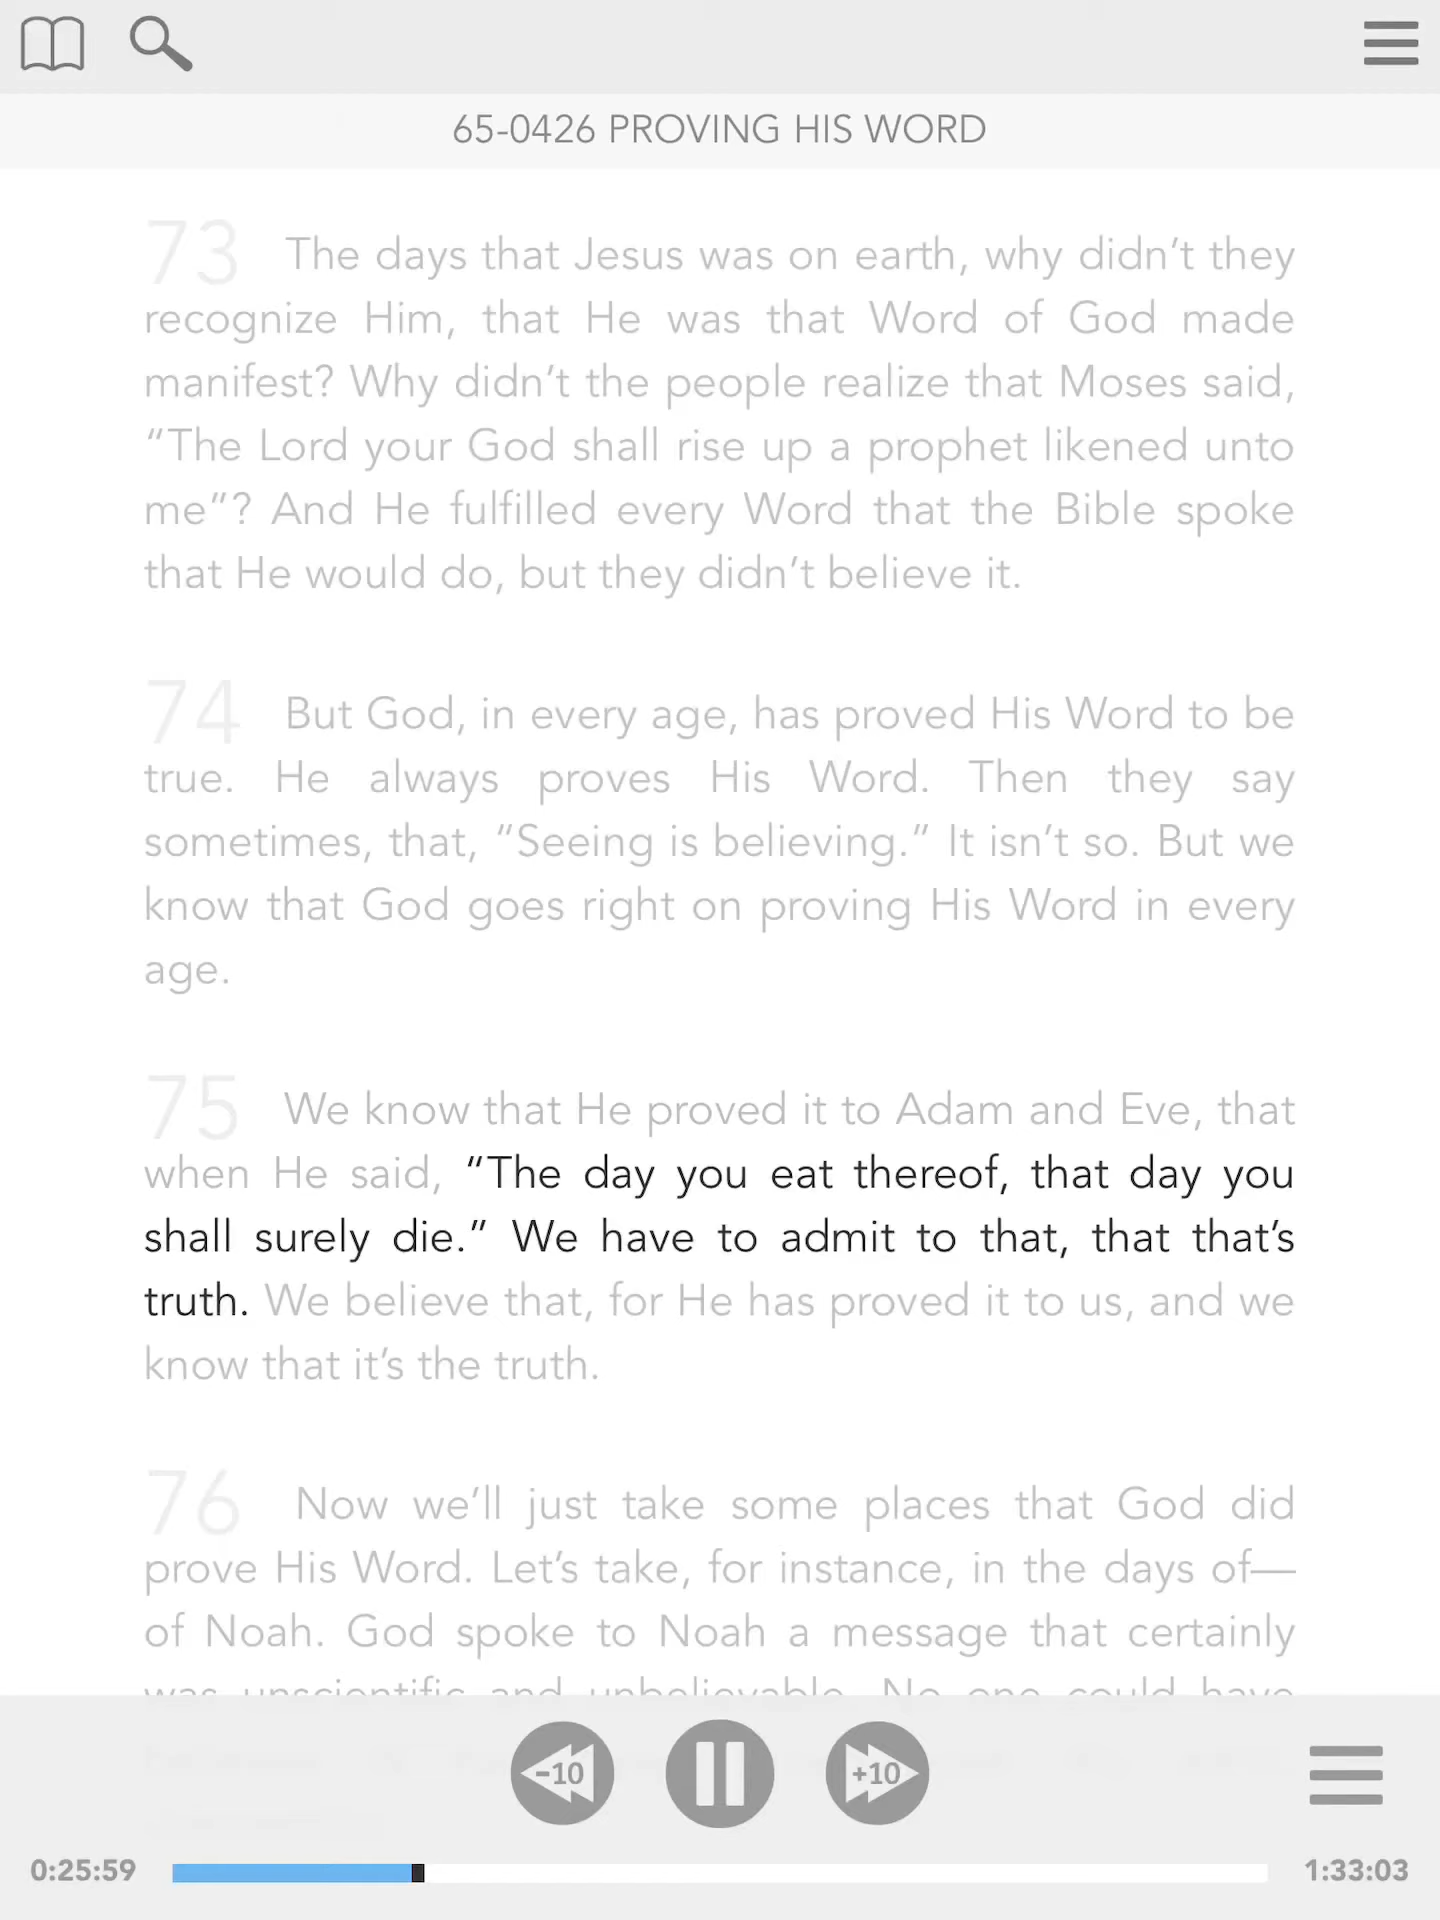 65-0426 PROVING HIS WORD
73 The days that Jesus was on earth, why didn’t they
recognize Him, that He was that Word of God made
manifest? Why didn’t the people realize that Moses said,
“The Lord your God shall rise up a prophet likened unto
me”? And He fulfilled every Word that the Bible spoke
that He would do, but they didn’t believe it.
74 But God, in every age, has proved His Word to be
true. He always proves His Word. Then they say
sometimes, that, “Seeing is believing.” It isn’t so. But we
know that God goes right on proving His Word in every
age.
75 We know that He proved it to Adam and Eve, that
when He said, “The day you eat thereof, that day you
shall surely die.” We have to admit to that, that that’s
truth. We believe that, for He has proved it to us, and we
know that it’s the truth.
76 Now we’ll just take some places that God did
prove His Word. Let’s take, for instance, in the days of—
of Noah. God spoke to Noah a message that certainly
was unscientific and unbelievable. No one could have
-10 +10
0:25:59 1:33:03